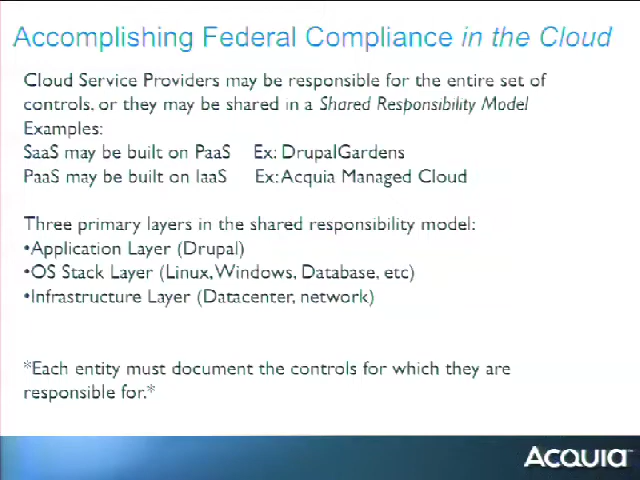 Accomplishing Federal Compliance in the Cloud
Cloud Service Providers may be responsible for the entire set of
controls, or they may be shared in a Shared Responsibility Model
Examples:
SaaS may be built on PaaS Ex: DrupalGardens
PaaS may be built on IaaS Ex: Acquia Managed Cloud
Three primary layers in the shared responsibility model:
•Application Layer (Drupal)
•OS Stack Layer (Linux, Windows, Database, etc)
•Infrastructure Layer (Datacenter, network)
*Each entity must document the controls for which they are
responsible for.*
ACQUIA